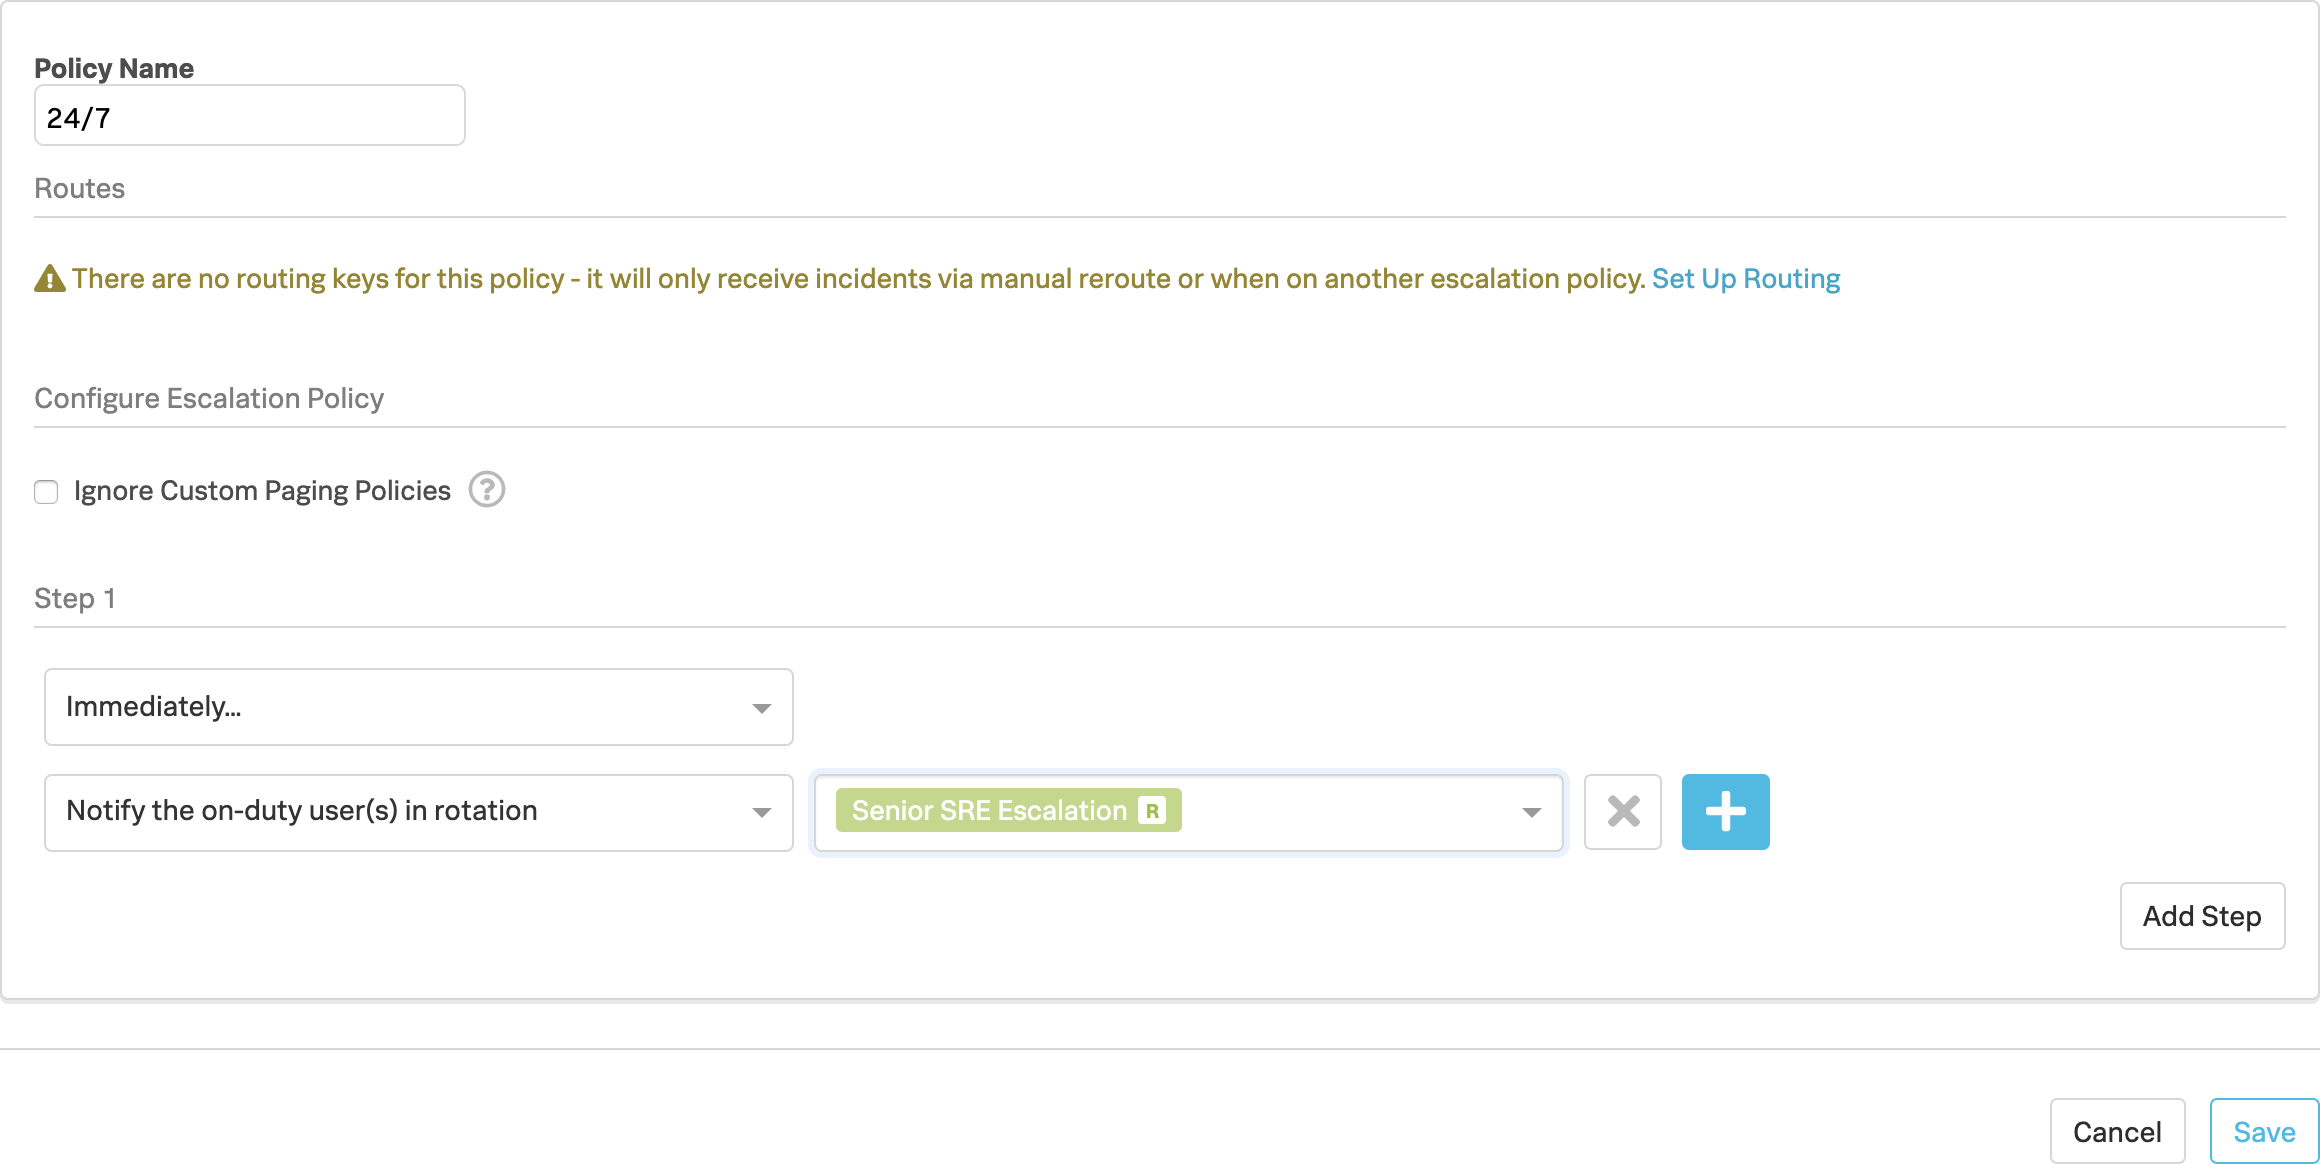 Policy Name
24/7
Routes
There are no routing keys for this policy - it will only receive incidents via manual reroute or when on another escalation policy. Set Up Routing
Configure Escalation Policy
Ignore Custom Paging Policies ?
Step 1
Immediately...
Notify the on-duty user(s) in rotation Senior SRE Escalation R
Add Step
Cancel Save